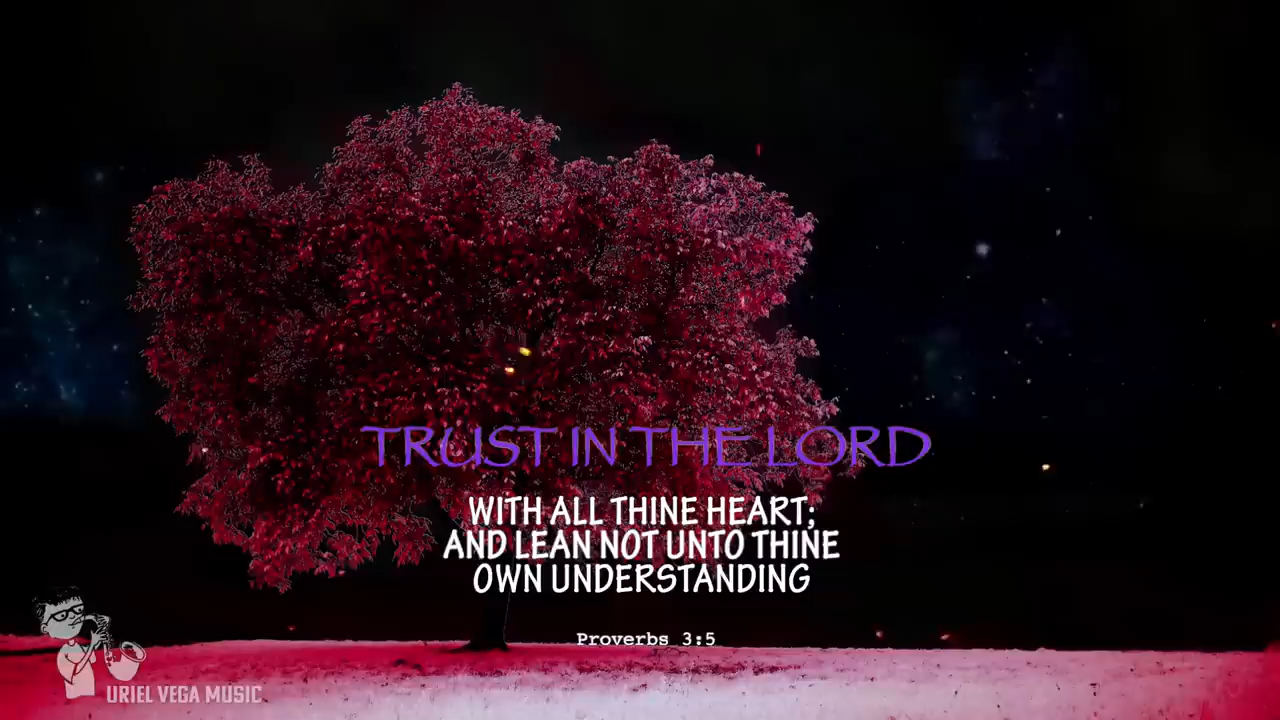 TRUST IN THE LORD
WITH ALL THINE HEART;
AND LEAN NOT UNTO THINE
OWN UNDERSTANDING
Proverbs 3:5
URIEL VEGA MUSIC